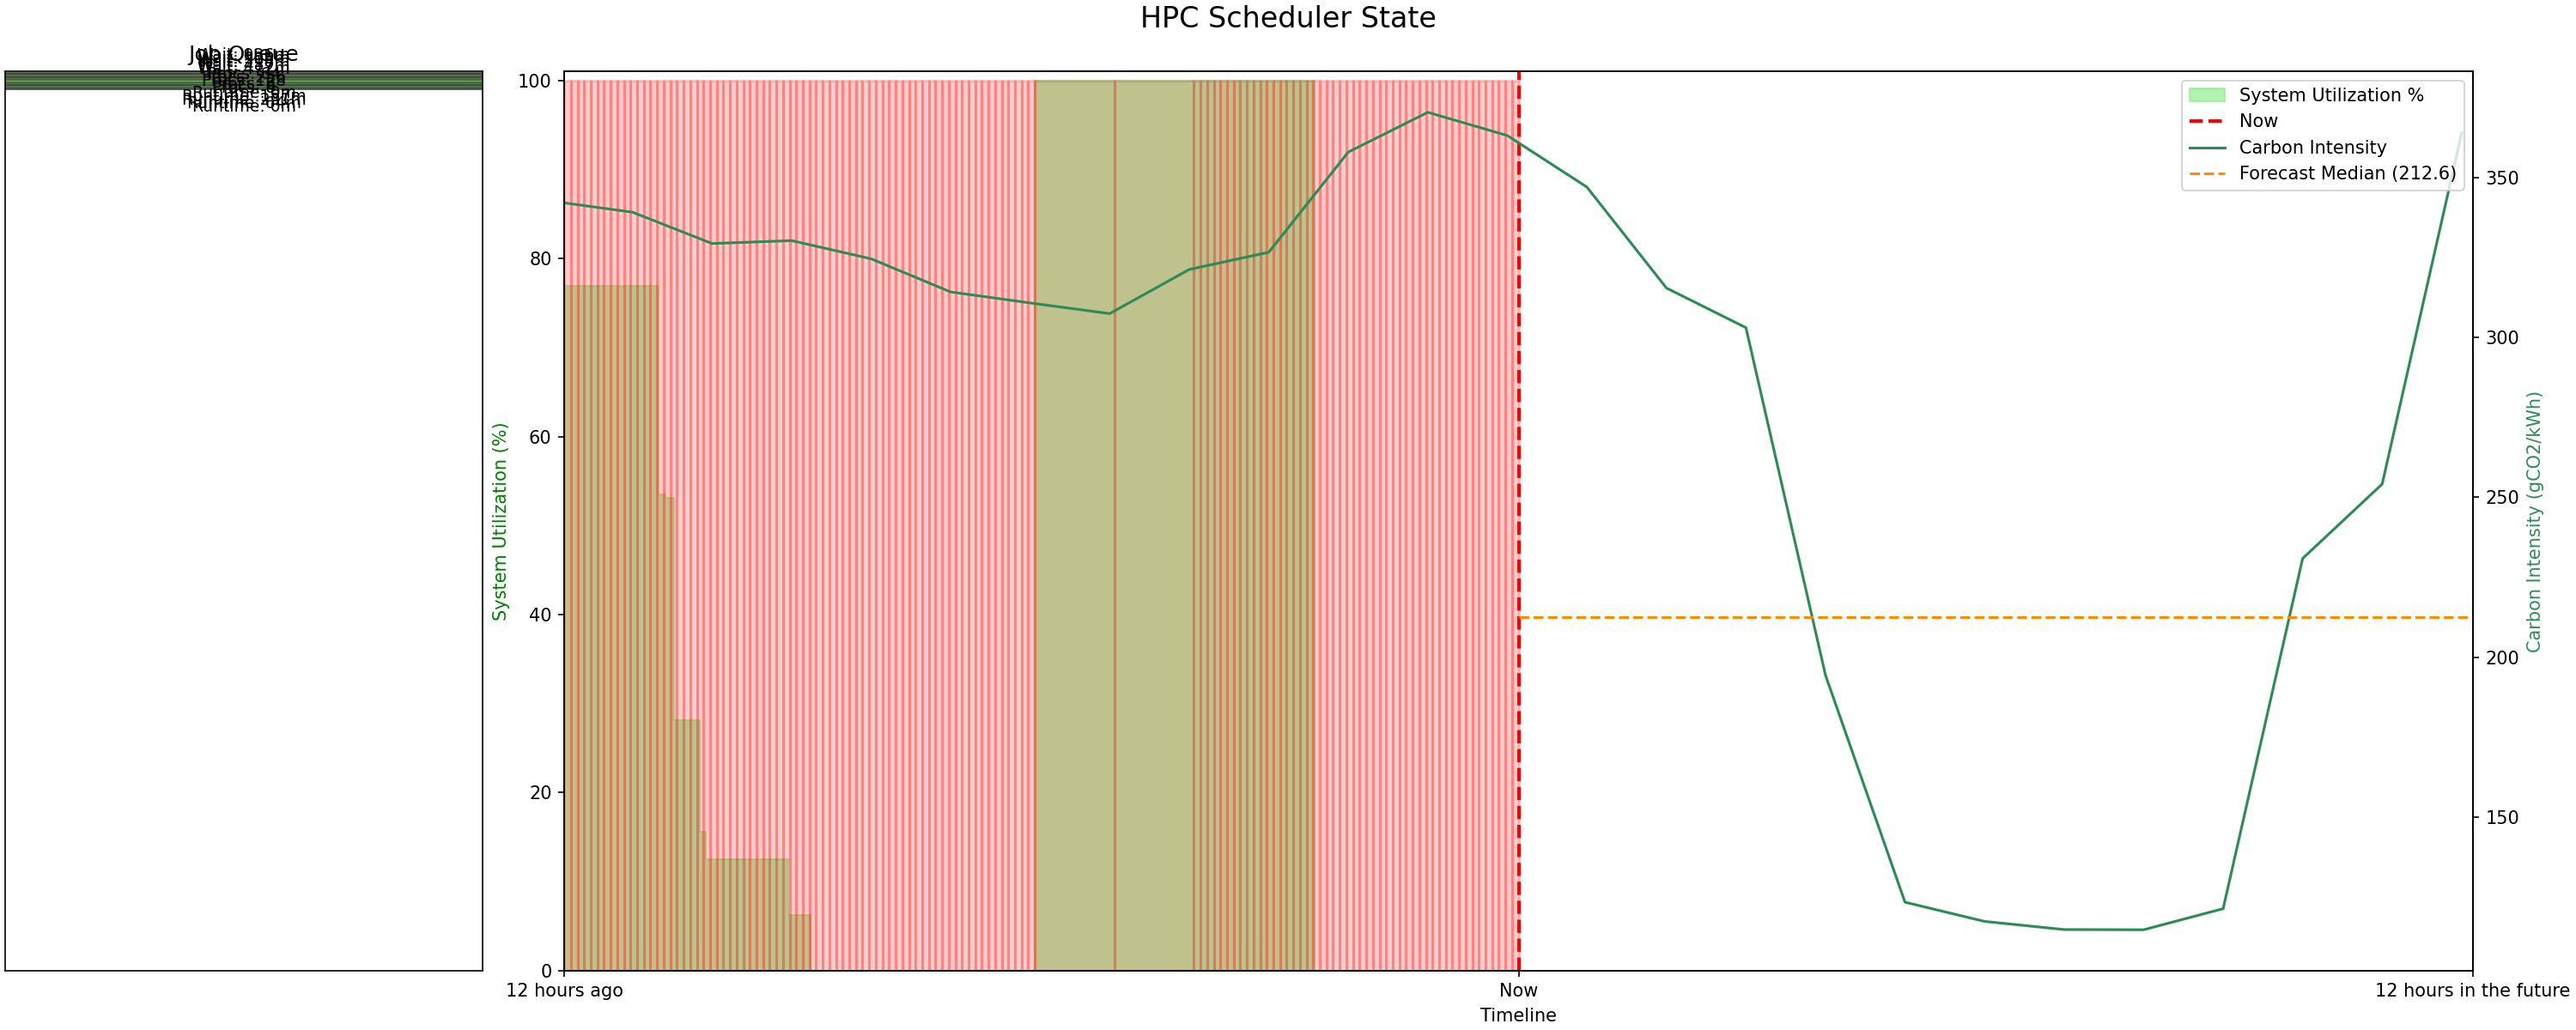 HPC Scheduler State
Job Queue
100
80
60
40
20
0
System Utilization (%)
System Utilization %
Now
Carbon Intensity
Forecast Median (212.6)
350
300
250
200
150
Carbon Intensity (gCO2/kWh)
12 hours ago
Now
12 hours in the future
Timeline
Runtime: 0m